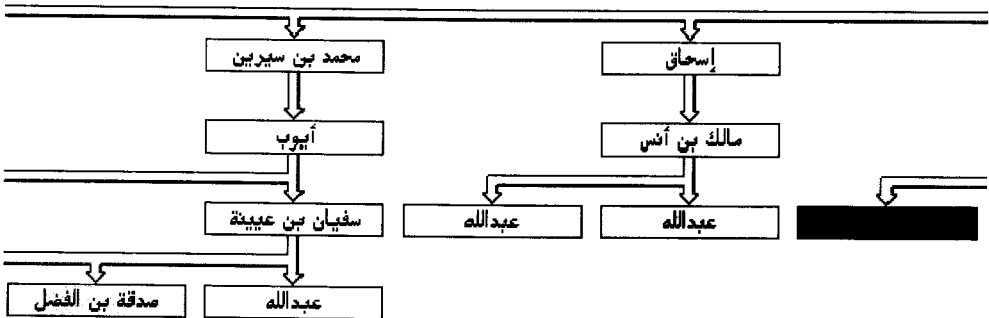 إسحاق
محمد بن سيرين
مالك بن أنس
أيوب
عبدالله
عبدالله
سفيان بن عيينة
عبدالله
صدقة بن الفضل